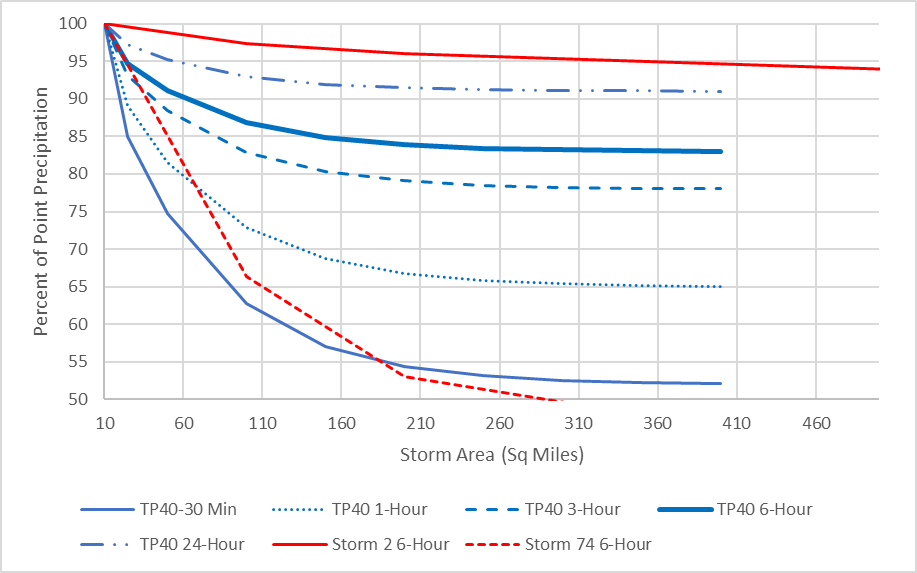 100
95
90
85
80
75
70
65
60
55
50
Percent of Point Precipitation
10 60 110 160 210 260 310 360 410 460
Storm Area (Sq Miles)
TP40-30 Min TP40 1-Hour TP40 3-Hour TP40 6-Hour
TP40 24-Hour Storm 2 6-Hour Storm 74 6-Hour